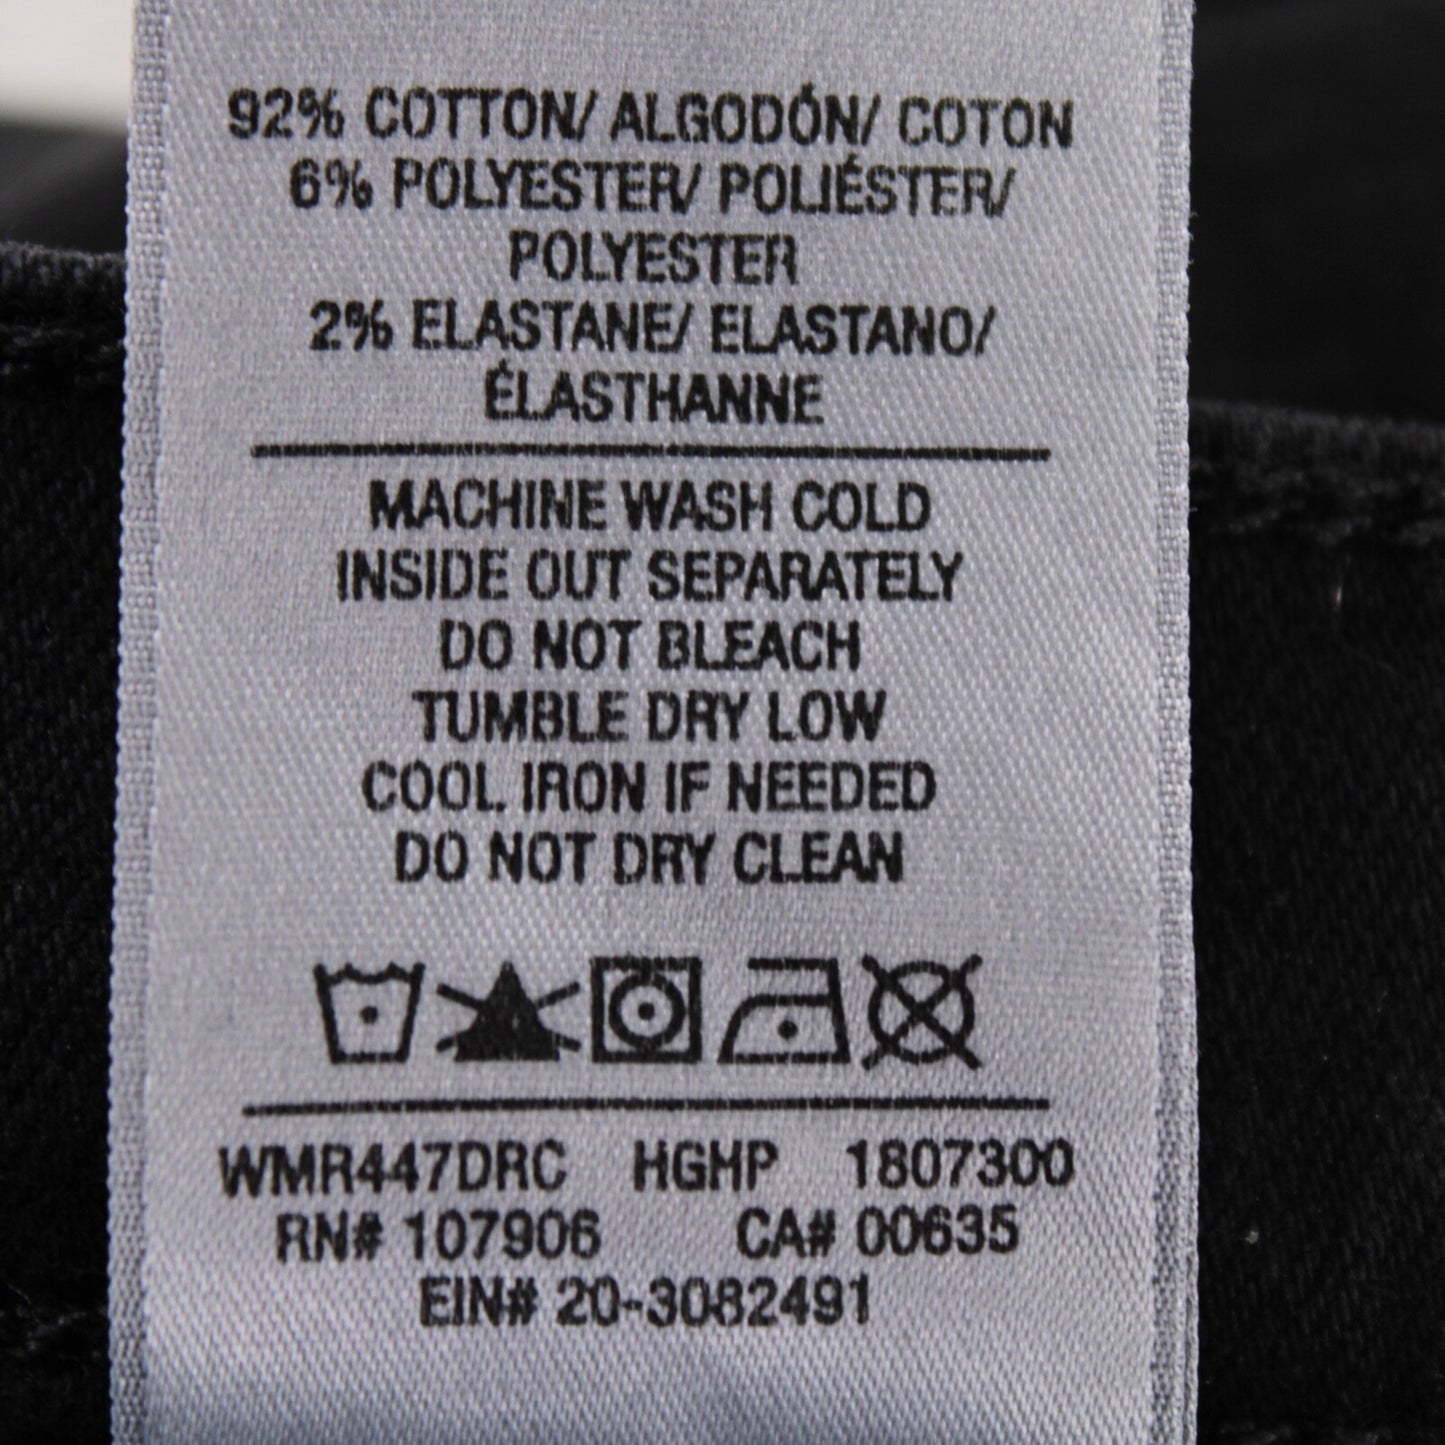 92% COTTON/ ALGODÓN/ COTON
6% POLYESTER/ POLIÉSTER/
POLYESTER
2% ELASTANE/ ELASTANO/
ÉLASTHANNE
MACHINE WASH COLD
INSIDE OUT SEPARATELY
DO NOT BLEACH
TUMBLE DRY LOW
COOL IRON IF NEEDED
DO NOT DRY CLEAN
WMR447DRC HGHP 1807300
RN# 107906 CA# 00635
EIN# 20-3082491